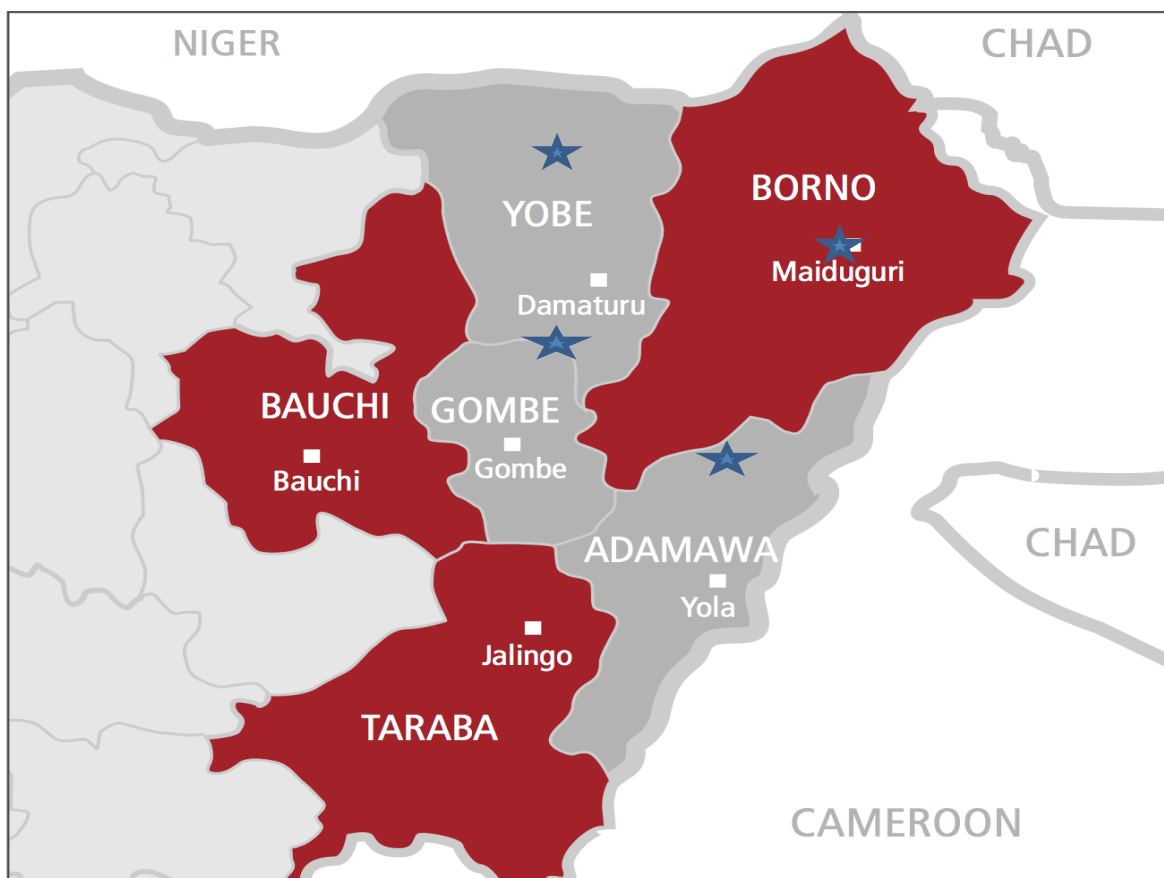 NIGER
CHAD
BORNO
YOBE
Maiduguri
Damaturu
BAUCHI
GOMBE
Gombe
Bauchi
CHAD
ADAMAWA
Yola
Jalingo
TARABA
CAMEROON